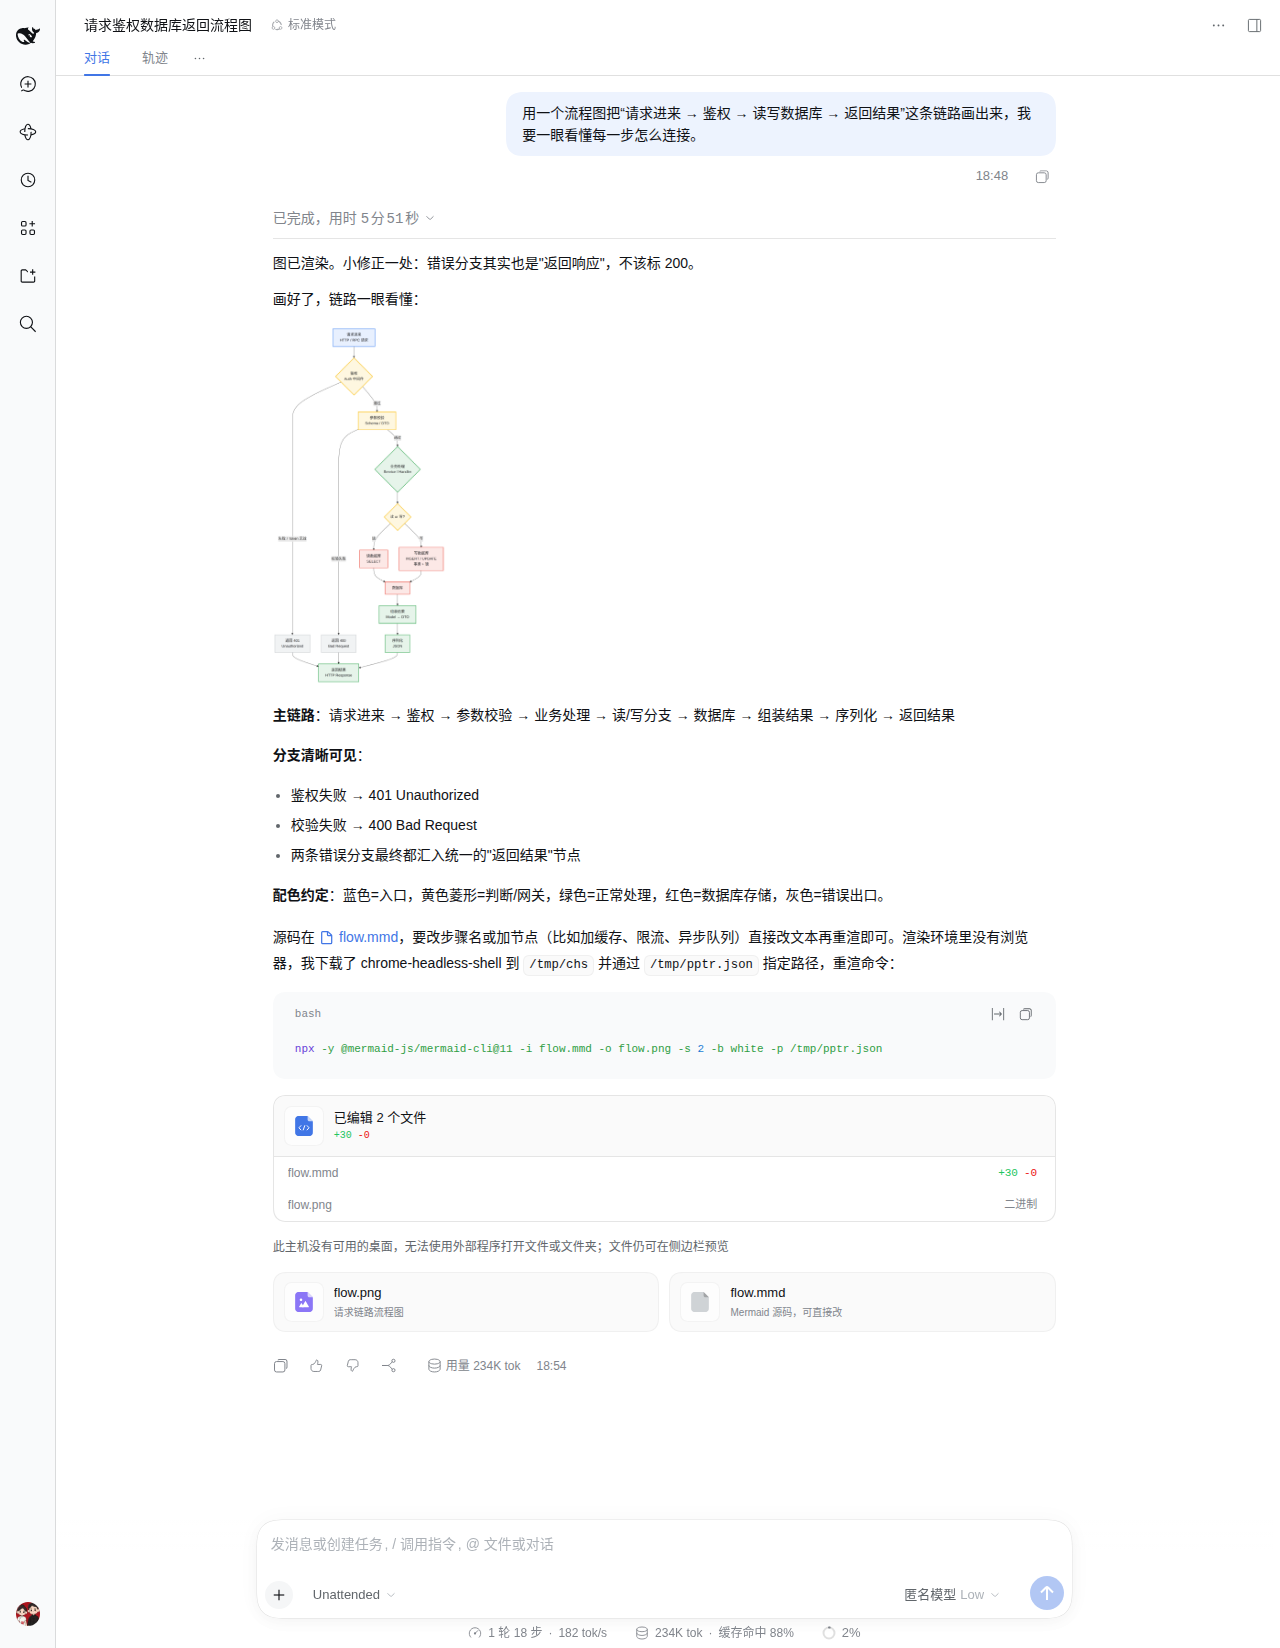 请求鉴权数据库返回流程图 标准模式
对话 轨迹 ···
用一个流程图把“请求进来 → 鉴权 → 读写数据库 → 返回结果”这条链路画出来，我
要一眼看懂每一步怎么连接。
18:48
已完成，用时 5分51秒
图已渲染。小修正一处：错误分支其实也是"返回响应"，不该标 200。
画好了，链路一眼看懂：
主链路：请求进来 → 鉴权 → 参数校验 → 业务处理 → 读/写分支 → 数据库 → 组装结果 → 序列化 → 返回结果
分支清晰可见：
• 鉴权失败 → 401 Unauthorized
• 校验失败 → 400 Bad Request
• 两条错误分支最终都汇入统一的"返回结果"节点
配色约定：蓝色=入口，黄色菱形=判断/网关，绿色=正常处理，红色=数据库存储，灰色=错误出口。
源码在 flow.mmd，要改步骤名或加节点（比如加缓存、限流、异步队列）直接改文本再重渲即可。渲染环境里没有浏览
器，我下载了 chrome-headless-shell 到 /tmp/chs 并通过 /tmp/pptr.json 指定路径，重渲命令：
bash
npx -y @mermaid-js/mermaid-cli@11 -i flow.mmd -o flow.png -s 2 -b white -p /tmp/pptr.json
已编辑 2 个文件
+30 -0
flow.mmd +30 -0
flow.png 二进制
此主机没有可用的桌面，无法使用外部程序打开文件或文件夹；文件仍可在侧边栏预览
flow.png
请求链路流程图
flow.mmd
Mermaid 源码，可直接改
用量 234K tok 18:54
发消息或创建任务, / 调用指令, @ 文件或对话
Unattended 匿名模型 Low
1 轮 18 步 · 182 tok/s 234K tok · 缓存命中 88% 2%